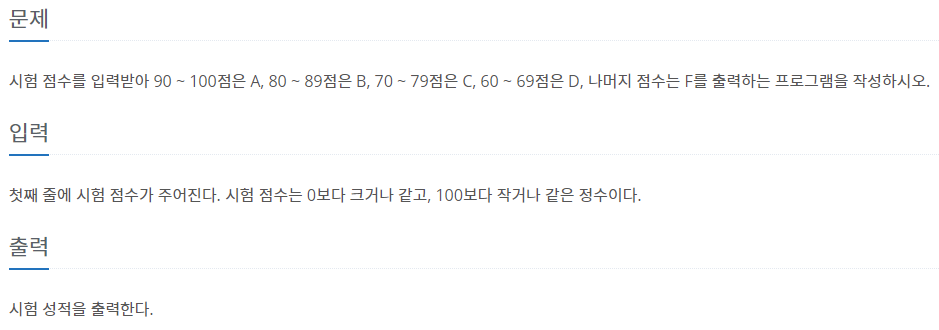 문제
시험 점수를 입력받아 90 ~ 100점은 A, 80 ~ 89점은 B, 70 ~ 79점은 C, 60 ~ 69점은 D, 나머지 점수는 F를 출력하는 프로그램을 작성하시오.
입력
첫째 줄에 시험 점수가 주어진다. 시험 점수는 0보다 크거나 같고, 100보다 작거나 같은 정수이다.
출력
시험 성적을 출력한다.